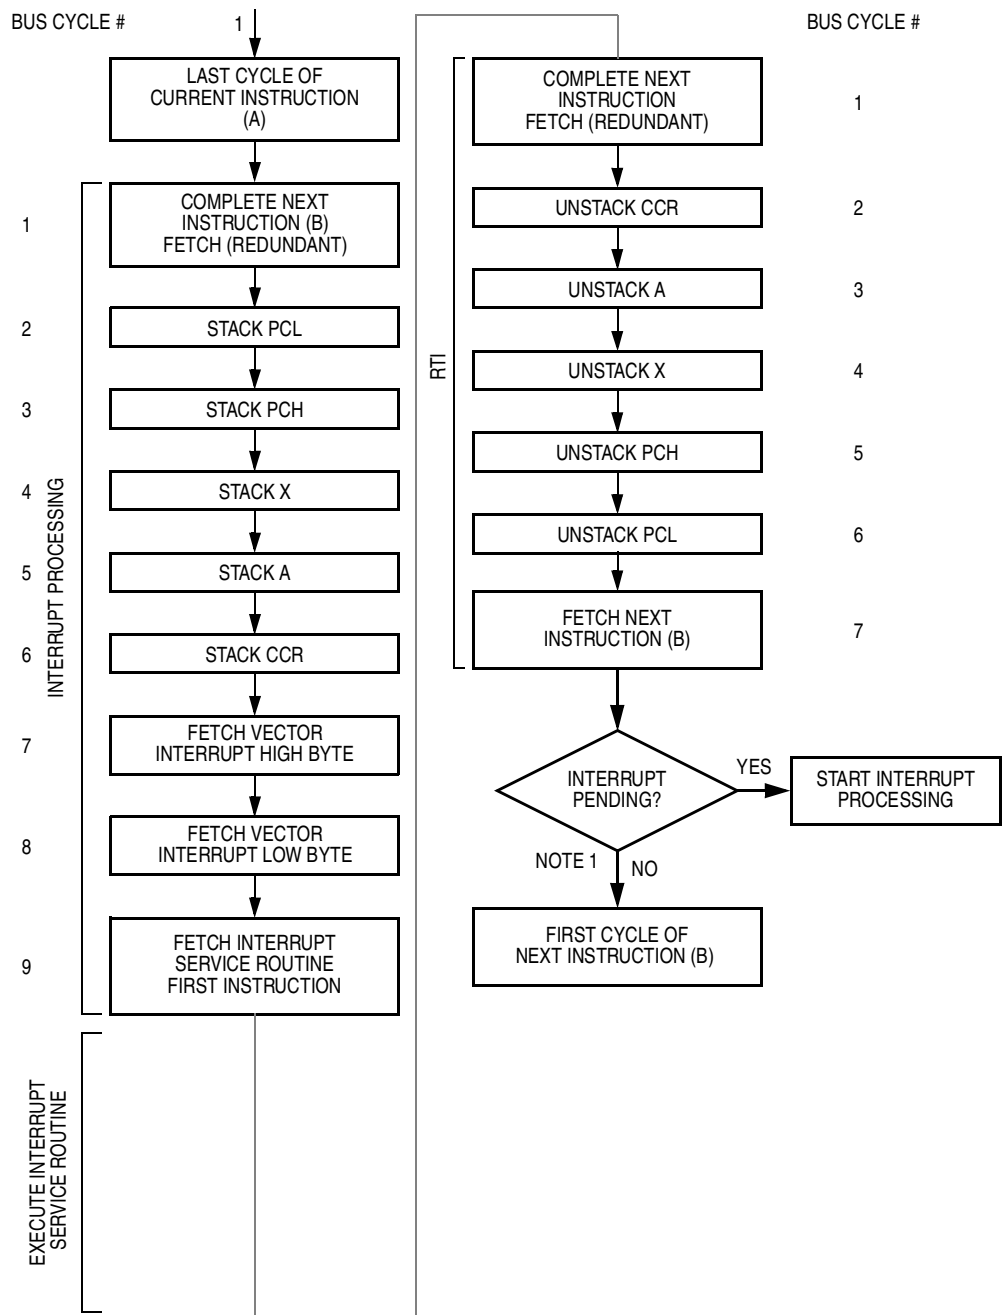 BUS CYCLE #
1
LAST CYCLE OF
CURRENT INSTRUCTION
(A)
INTERRUPT PROCESSING
1
COMPLETE NEXT
INSTRUCTION (B)
FETCH (REDUNDANT)
2
STACK PCL
3
STACK PCH
4
STACK X
5
STACK A
6
STACK CCR
7
FETCH VECTOR
INTERRUPT HIGH BYTE
8
FETCH VECTOR
INTERRUPT LOW BYTE
9
FETCH INTERRUPT
SERVICE ROUTINE
FIRST INSTRUCTION
EXECUTE INTERRUPT
SERVICE ROUTINE
BUS CYCLE #
RTI
COMPLETE NEXT
INSTRUCTION
FETCH (REDUNDANT)
1
UNSTACK CCR
2
UNSTACK A
3
UNSTACK X
4
UNSTACK PCH
5
UNSTACK PCL
6
FETCH NEXT
INSTRUCTION (B)
7
INTERRUPT
PENDING?
YES
START INTERRUPT
PROCESSING
NOTE 1
NO
FIRST CYCLE OF
NEXT INSTRUCTION (B)